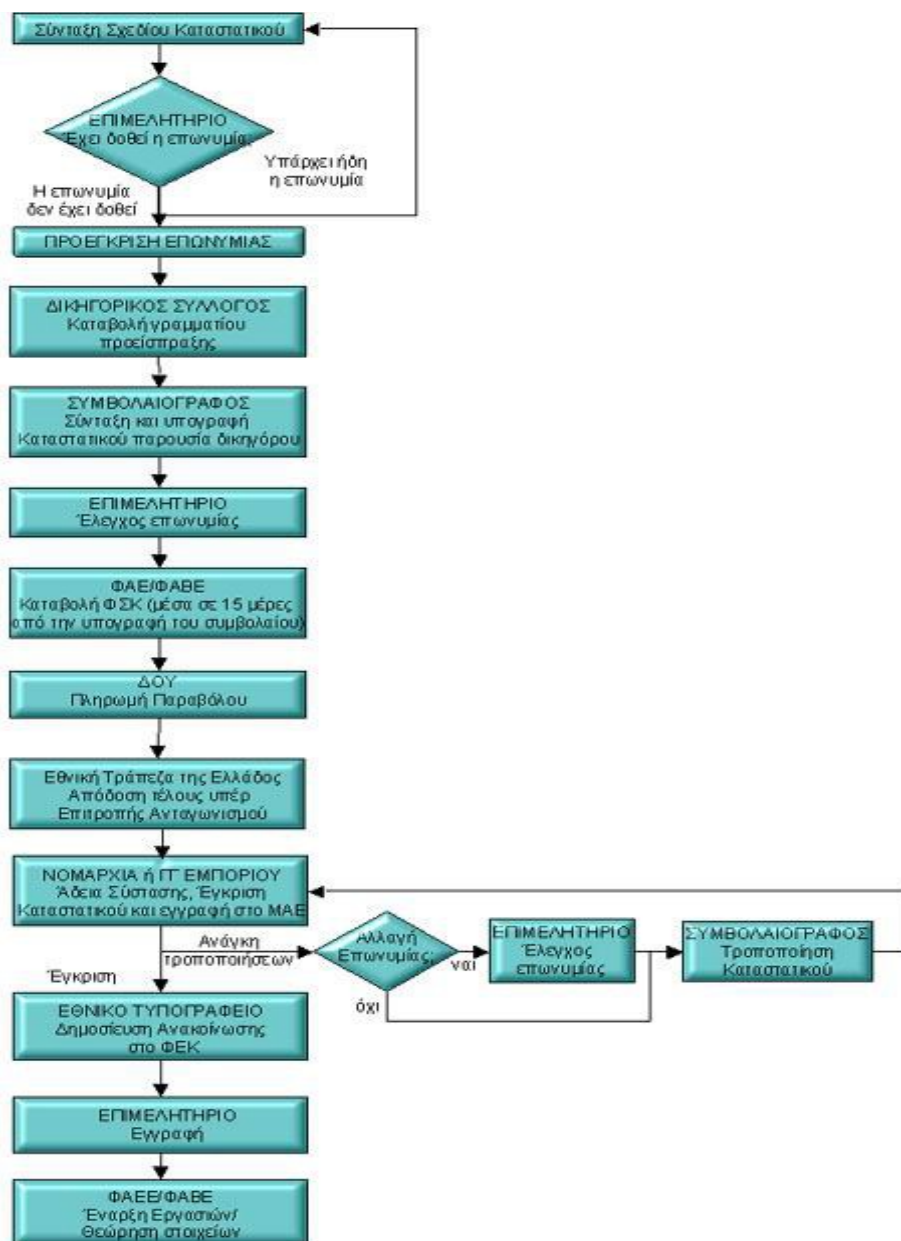 Σύνταξη Σχεδίου Καταστατικού
ΕΠΙΜΕΛΗΤΗΡΙΟ
Έχει δοθεί η επωνυμία;
Υπάρχει ήδη
η επωνυμία
Η επωνυμία
δεν έχει δοθεί
ΠΡΟΕΓΚΡΙΣΗ ΕΠΩΝΥΜΙΑΣ
ΔΙΚΗΓΟΡΙΚΟΣ ΣΥΛΛΟΓΟΣ
Καταβολή γραμματίου
προείσπραξης
ΣΥΜΒΟΛΑΙΟΓΡΑΦΟΣ
Σύνταξη και υπογραφή
Καταστατικού παρουσία δικηγόρου
ΕΠΙΜΕΛΗΤΗΡΙΟ
Έλεγχος επωνυμίας
ΦΑΕ/ΦΑΒΕ
Καταβολή ΦΣΚ (μέσα σε 15 μέρες
από την υπογραφή του συμβολαίου)
ΔΟΥ
Πληρωμή Παραβόλου
Εθνική Τράπεζα της Ελλάδος
Απόδοση τέλους υπέρ
Επιτροπής Ανταγωνισμού
ΝΟΜΑΡΧΙΑ ή ΓΓ ΕΜΠΟΡΙΟΥ
Άδεια Σύστασης, Έγκριση
Καταστατικού και εγγραφή στο ΜΑΕ
Ανάγκη
τροποποιήσεων
Αλλαγή
Επωνυμίας;
ναι
όχι
ΕΠΙΜΕΛΗΤΗΡΙΟ
Έλεγχος
επωνυμίας
ΣΥΜΒΟΛΑΙΟΓΡΑΦΟΣ
Τροποποίηση
Καταστατικού
Έγκριση
ΕΘΝΙΚΟ ΤΥΠΟΓΡΑΦΕΙΟ
Δημοσίευση Ανακοίνωσης
στο ΦΕΚ
ΕΠΙΜΕΛΗΤΗΡΙΟ
Εγγραφή
ΦΑΕΕ/ΦΑΒΕ
Έναρξη Εργασιών/
Θεώρηση στοιχείων